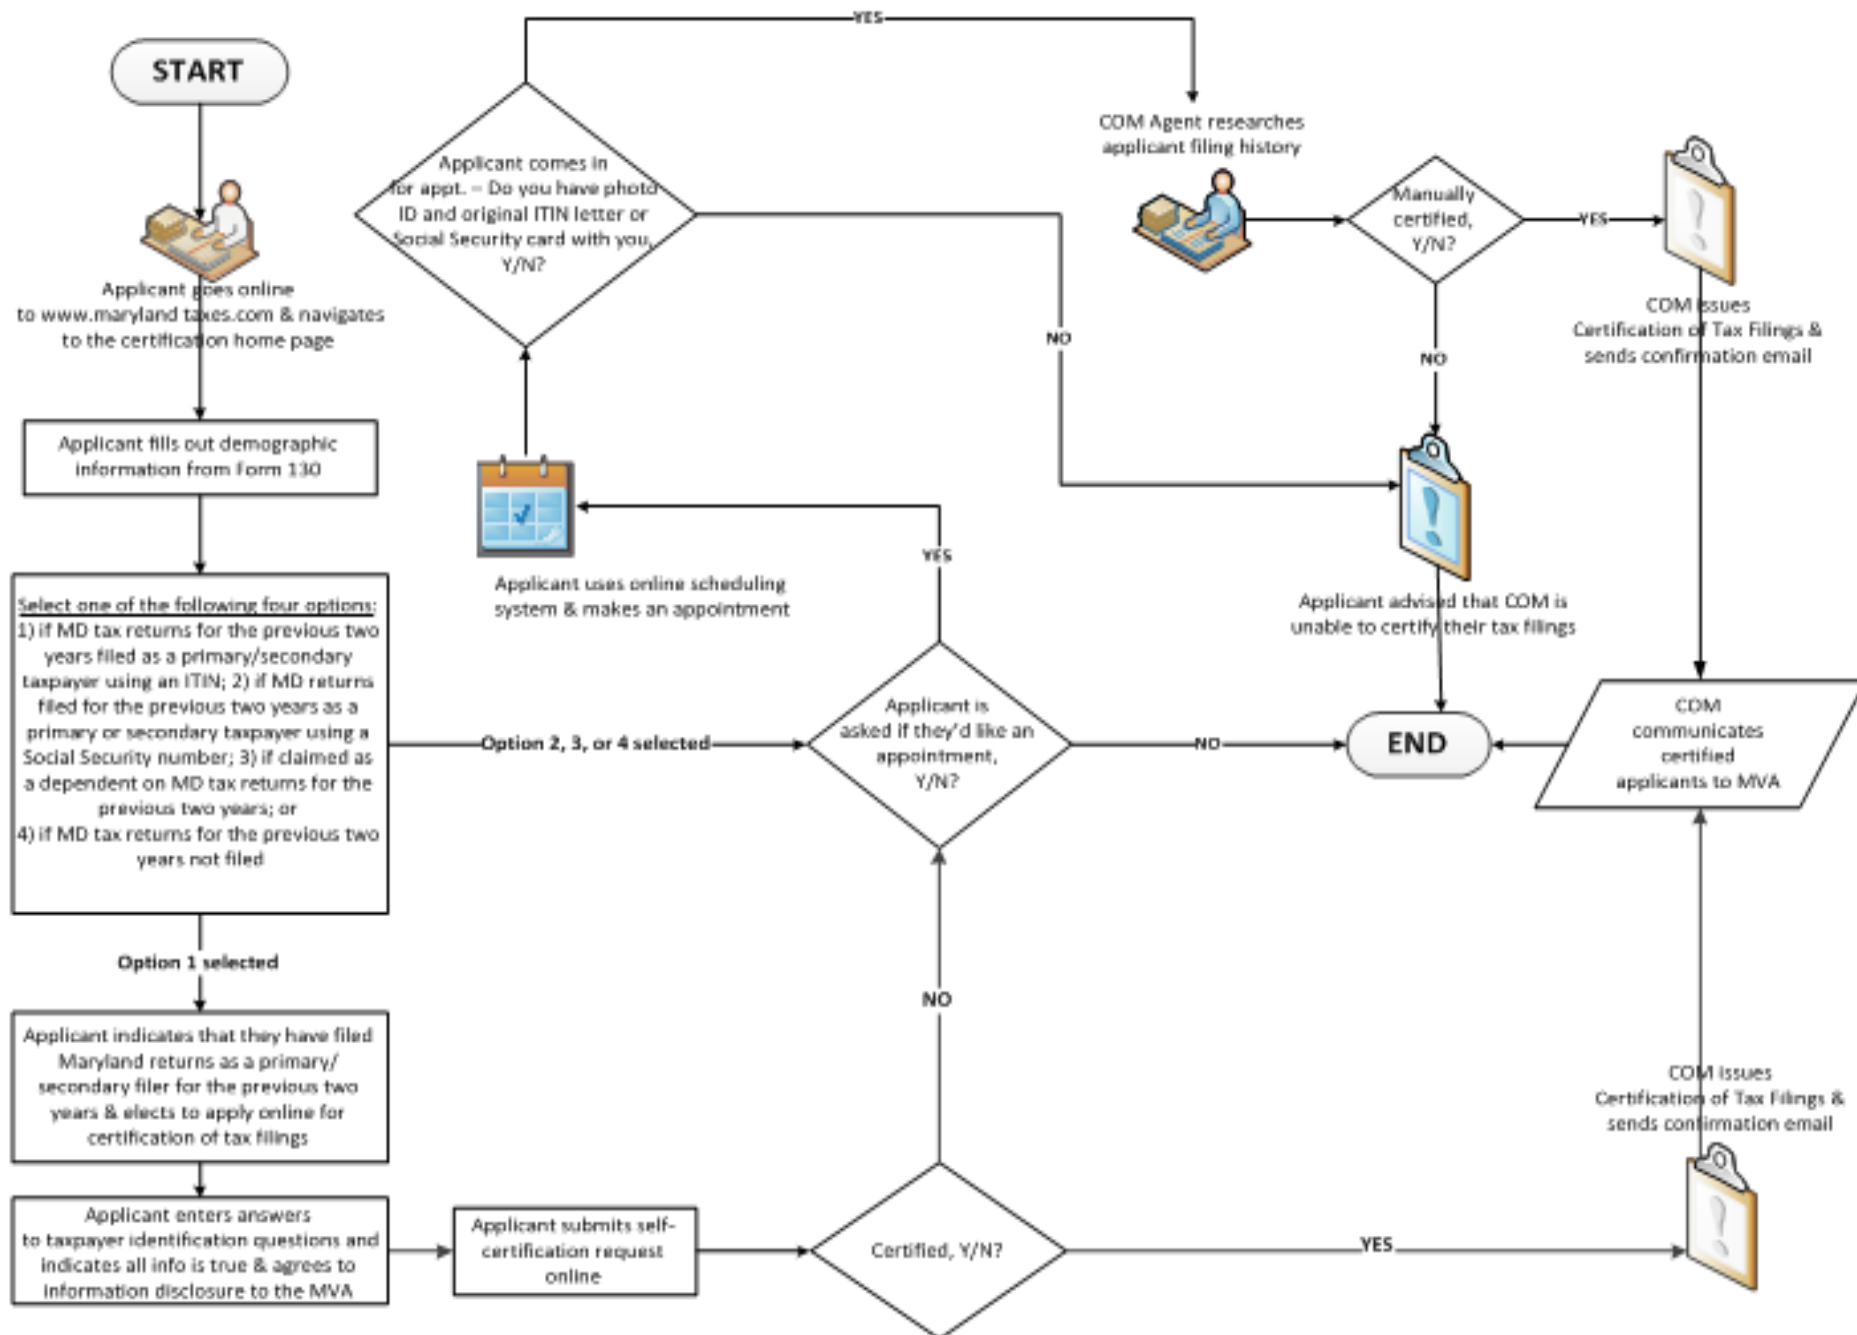 START
Applicant goes online
to www.maryland taxes.com & navigates
to the certification home page
Applicant fills out demographic
information from Form 130
Select one of the following four options:
1) if MD tax returns for the previous two
years filed as a primary/secondary
taxpayer using an ITIN; 2) if MD returns
filed for the previous two years as a
primary or secondary taxpayer using a
Social Security number; 3) if claimed as
a dependent on MD tax returns for the
previous two years; or
4) if MD tax returns for the previous two
years not filed
Option 1 selected
Applicant indicates that they have filed
Maryland returns as a primary/
secondary filer for the previous two
years & elects to apply online for
certification of tax filings
Applicant enters answers
to taxpayer identification questions and
indicates all info is true & agrees to
information disclosure to the MVA
Applicant submits self-
certification request
online
Certified, Y/N?
YES
NO
COM issues
Certification of Tax Filings &
sends confirmation email
Option 2, 3, or 4 selected
Applicant is
asked if they'd like an
appointment,
Y/N?
NO
YES
Applicant uses online scheduling
system & makes an appointment
Applicant comes in
for appt. – Do you have photo
ID and original ITIN letter or
Social Security card with you,
Y/N?
YES
NO
COM Agent researches
applicant filing history
Manually
certified,
Y/N?
YES
NO
COM issues
Certification of Tax Filings &
sends confirmation email
Applicant advised that COM is
unable to certify their tax filings
COM
communicates
certified
applicants to MVA
END